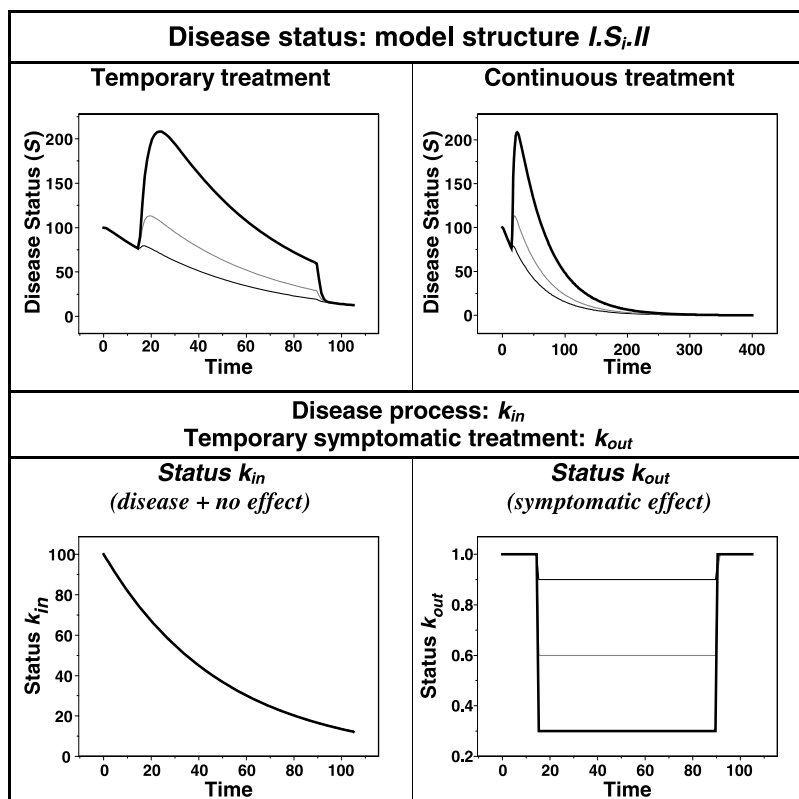 Disease status: model structure I.Si.II
Temporary treatment
Continuous treatment
Disease Status (S)
200
150
100
50
0
0 20 40 60 80 100
Time
Disease Status (S)
200
150
100
50
0
0 100 200 300 400
Time
Disease process: kin
Temporary symptomatic treatment: kout
Status kin
(disease + no effect)
Status kout
(symptomatic effect)
Status kin
100
80
60
40
20
0
0 20 40 60 80 100
Time
Status kout
1.0
0.8
0.6
0.4
0.2
0 20 40 60 80 100
Time